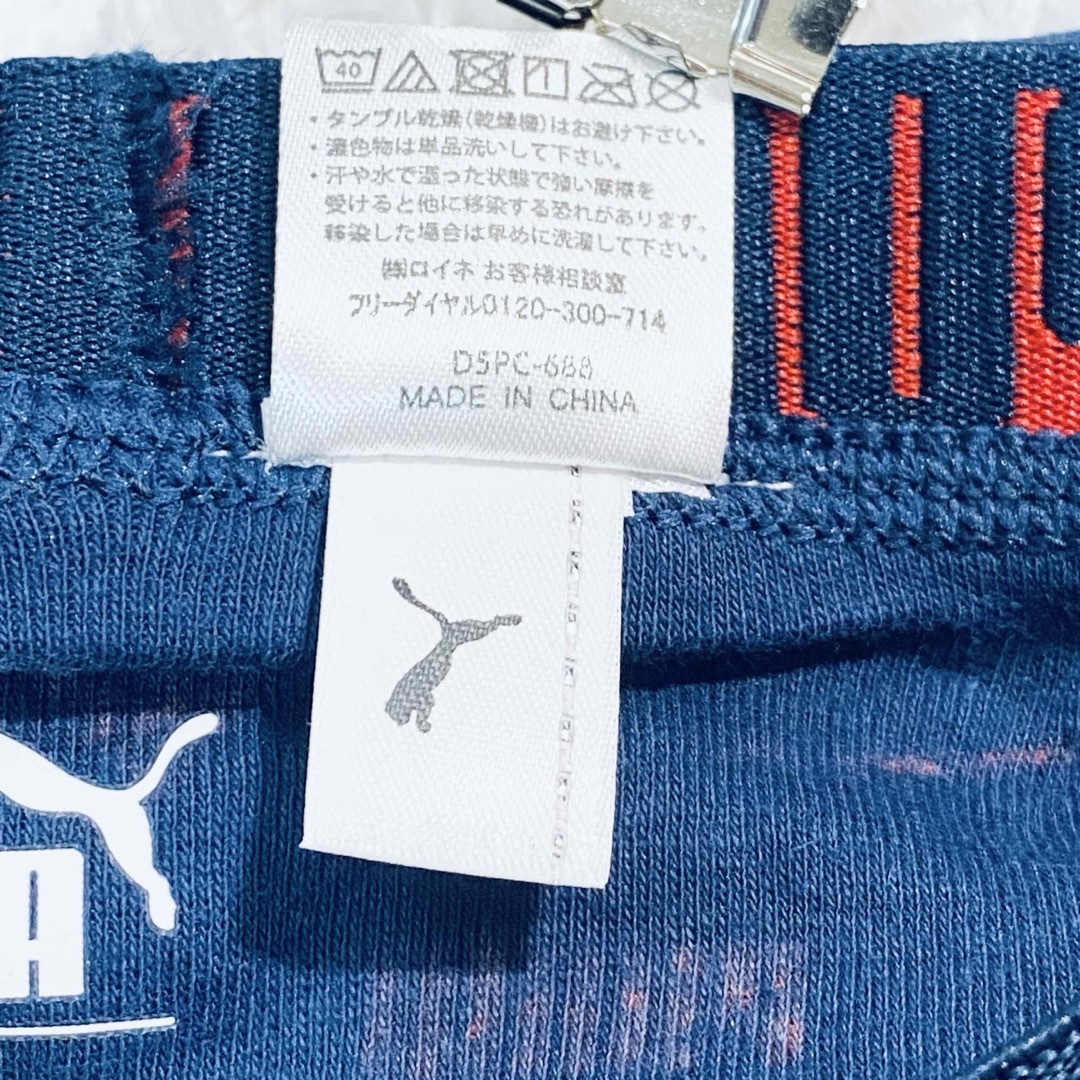 40
・タンブル乾燥(乾燥機)はお避け下さい。
・濃色物は単品洗いして下さい。
・汗や水で湿った状態で強い摩擦を
受けると他に移染する恐れがあります。
移染した場合は早めに洗濯して下さい。
㈱ロイネ お客様相談室
フリーダイヤル0120-300-714
DSPC-688
MADE IN CHINA
A